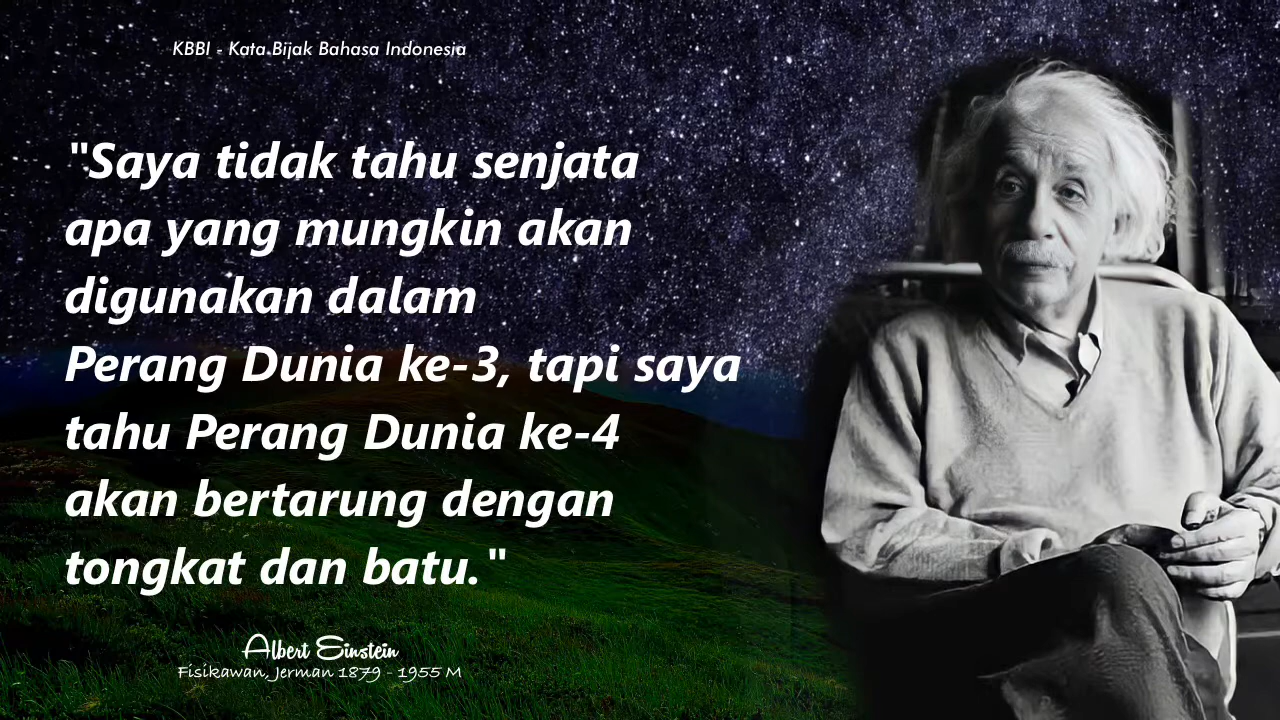 KBBI - Kata Bijak Bahasa Indonesia
"Saya tidak tahu senjata
apa yang mungkin akan
digunakan dalam
Perang Dunia ke-3, tapi saya
tahu Perang Dunia ke-4
akan bertarung dengan
tongkat dan batu."
Albert Einstein
Fisikawan, Jerman 1879 - 1955 M